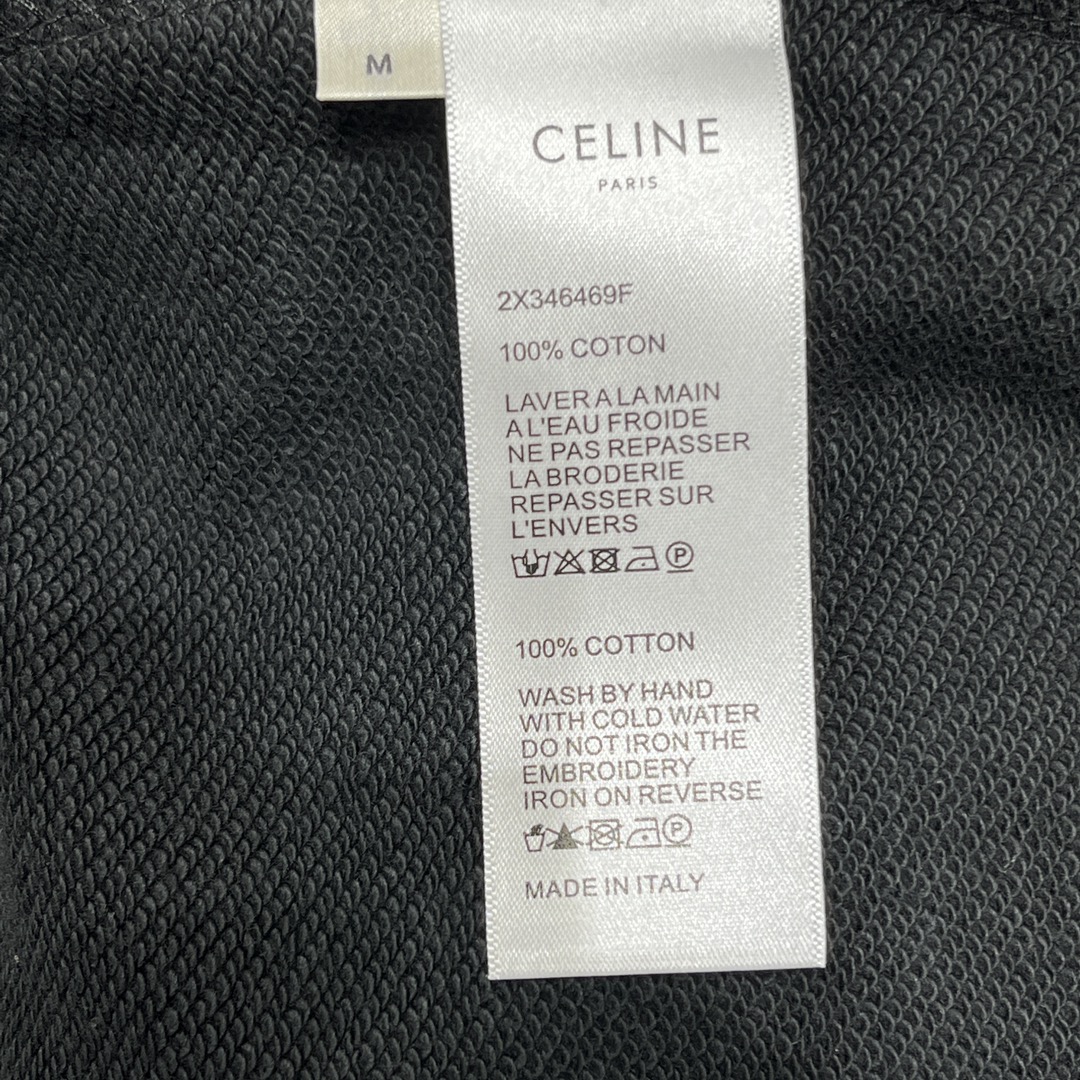 M
CELINE
PARIS
2X346469F
100% COTON
LAVER A LA MAIN
A L'EAU FROIDE
NE PAS REPASSER
LA BRODERIE
REPASSER SUR
L'ENVERS
P
100% COTTON
WASH BY HAND
WITH COLD WATER
DO NOT IRON THE
EMBROIDERY
IRON ON REVERSE
P
MADE IN ITALY